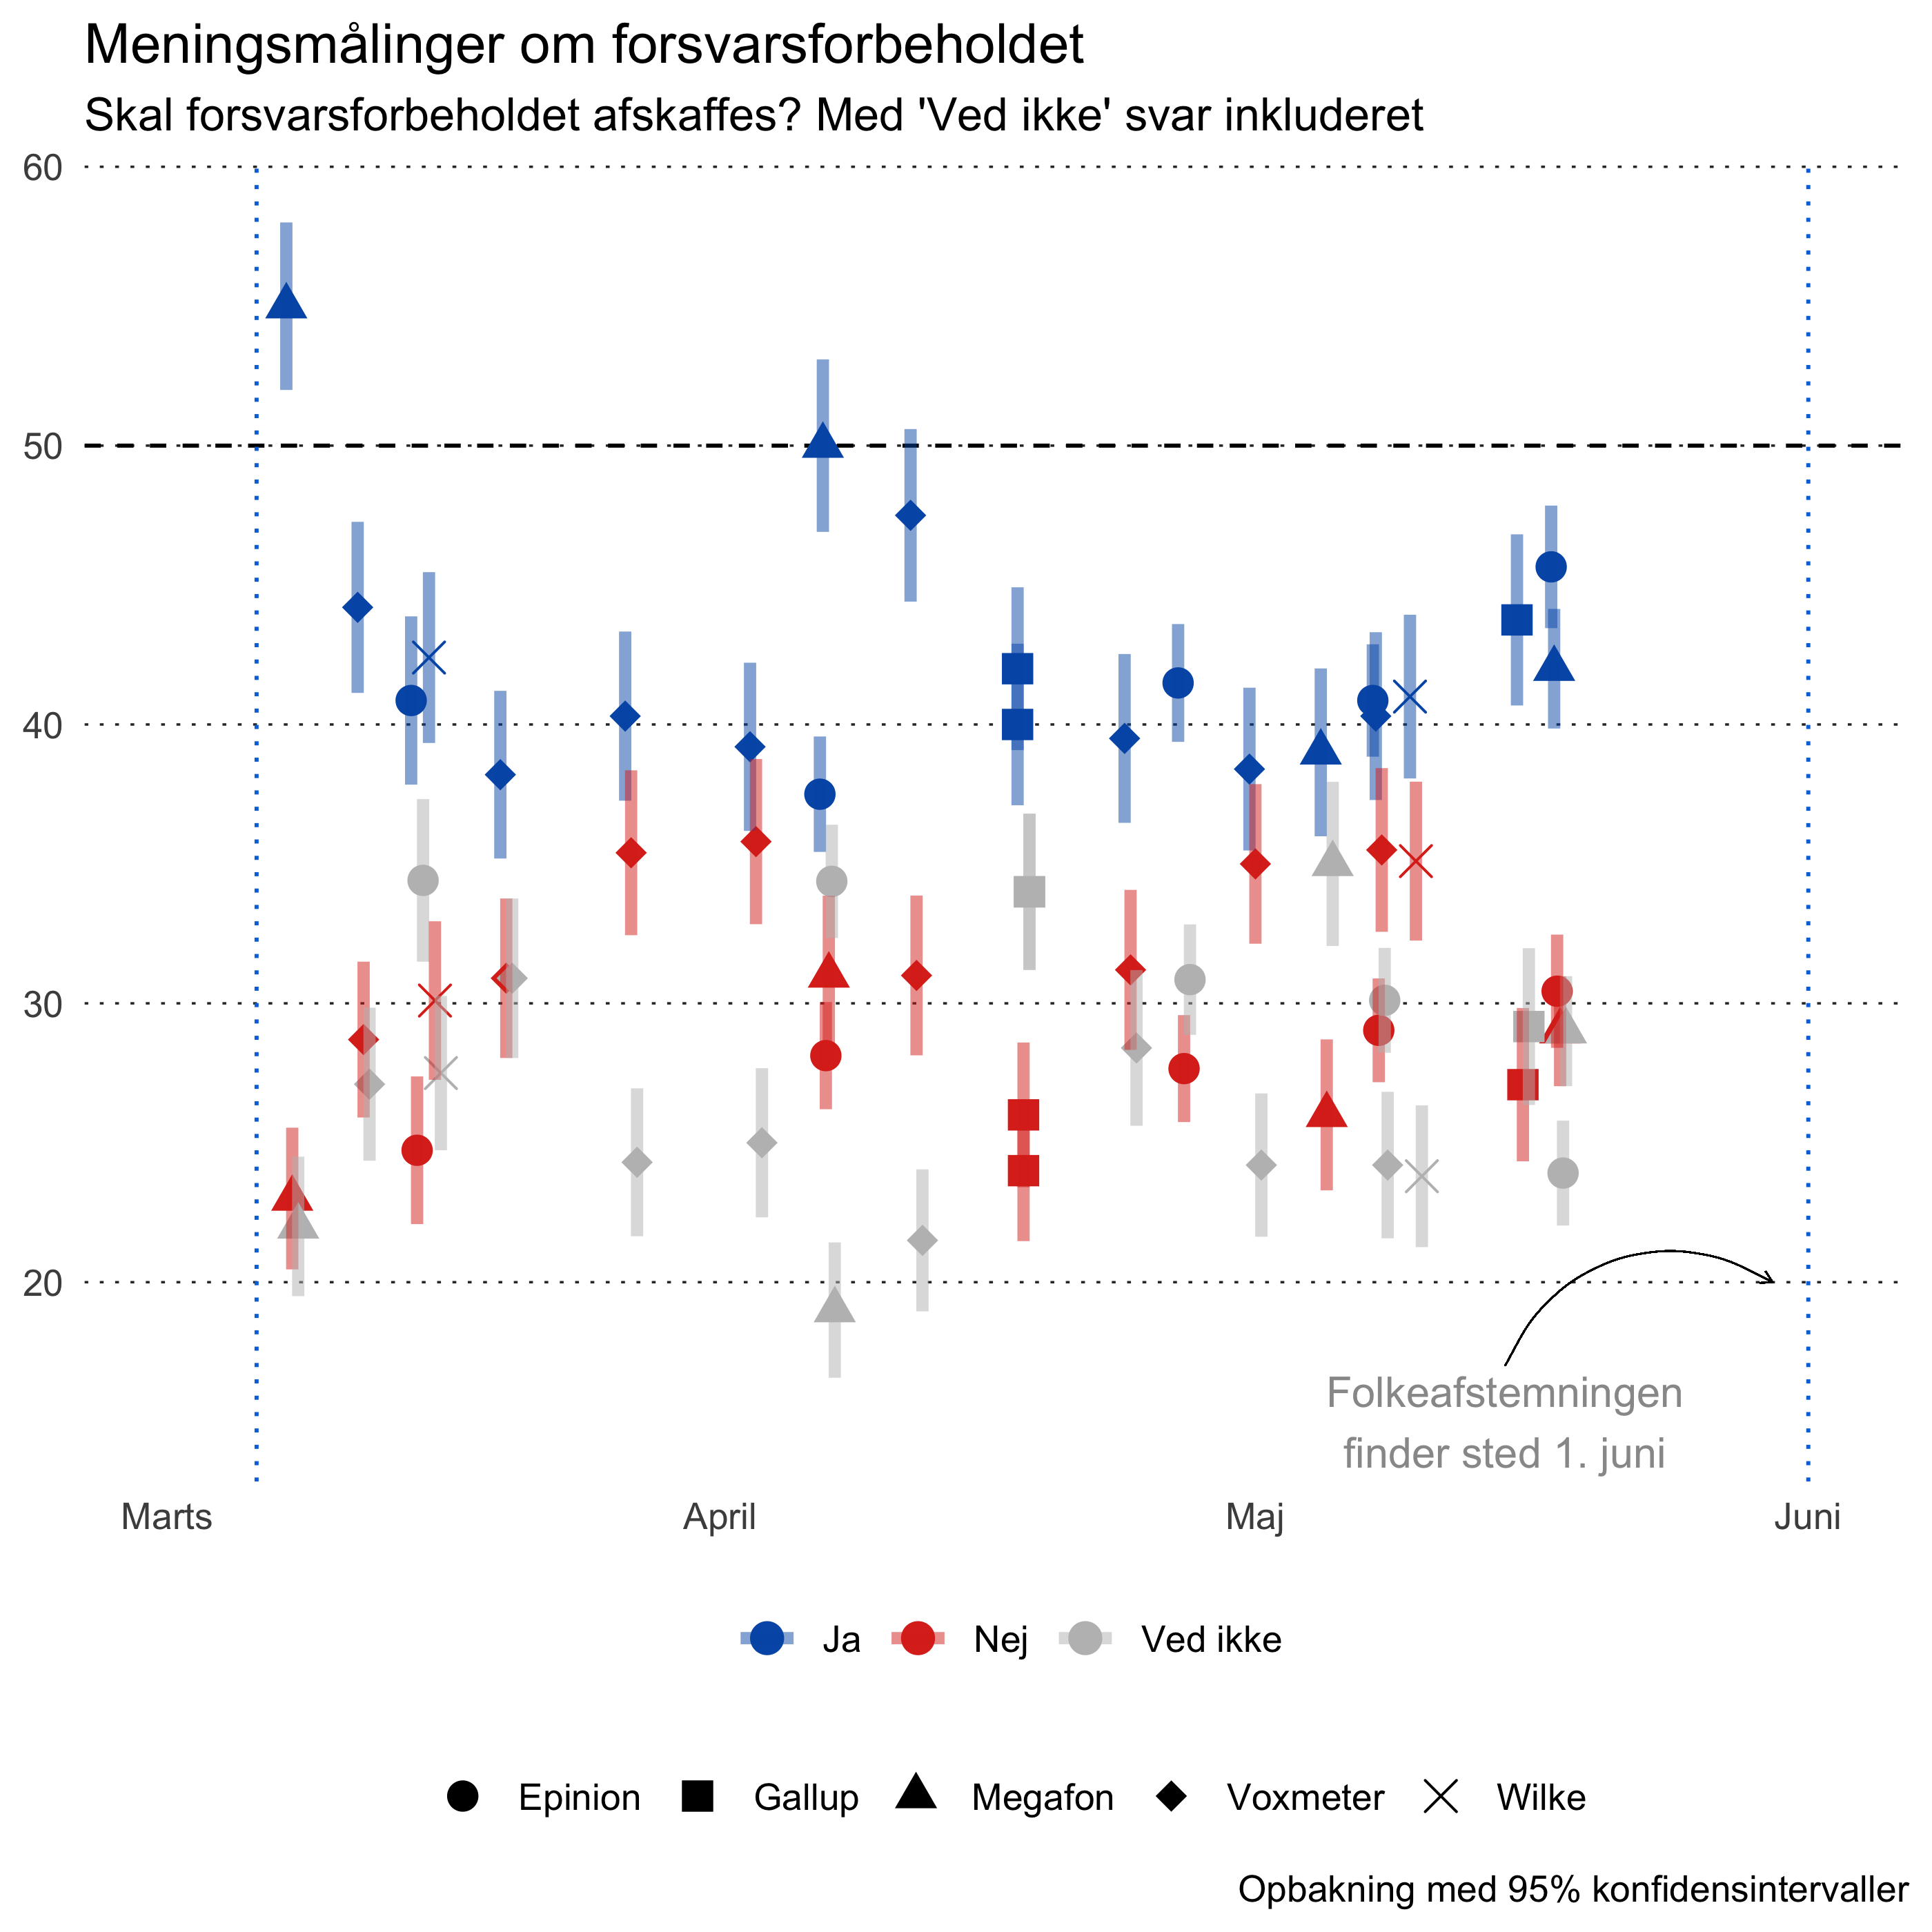 Meningsmålinger om forsvarsforbeholdet
Skal forsvarsforbeholdet afskaffes? Med 'Ved ikke' svar inkluderet
60
50
40
30
20
Folkeafstemningen
finder sted 1. juni
Marts April Maj Juni
Ja Nej Ved ikke
Epinion Gallup Megafon Voxmeter Wilke
Opbakning med 95% konfidensintervaller